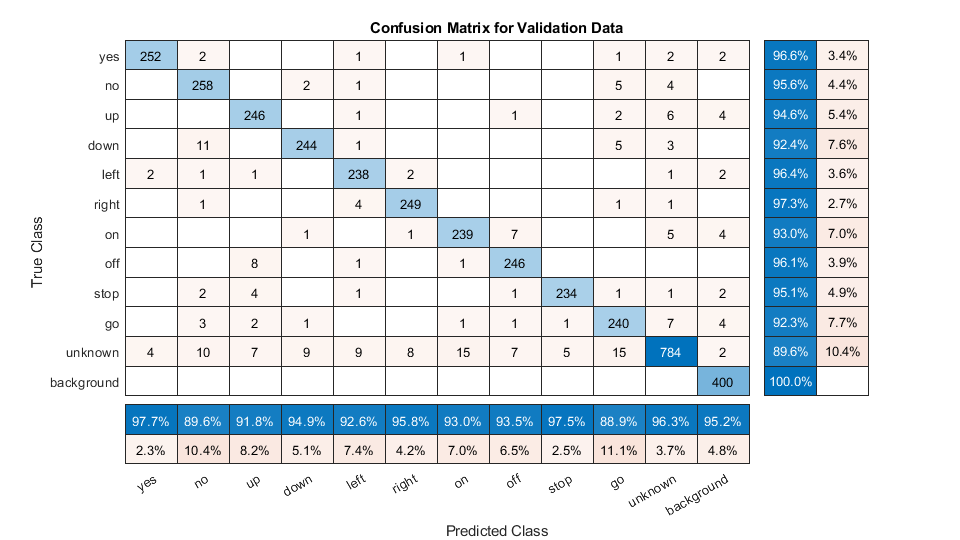 Confusion Matrix for Validation Data
yes 252 2 1 1 1 2 2 96.6% 3.4%
no 258 2 1 5 4 95.6% 4.4%
up 246 1 1 2 6 4 94.6% 5.4%
down 11 244 1 5 3 92.4% 7.6%
left 2 1 1 238 2 1 2 96.4% 3.6%
right 1 4 249 1 1 97.3% 2.7%
on 1 1 239 7 5 4 93.0% 7.0%
off 8 1 1 246 96.1% 3.9%
stop 2 4 1 1 234 1 1 2 95.1% 4.9%
go 3 2 1 1 1 1 240 7 4 92.3% 7.7%
unknown 4 10 7 9 9 8 15 7 5 15 784 2 89.6% 10.4%
background 400 100.0%
True Class
97.7% 89.6% 91.8% 94.9% 92.6% 95.8% 93.0% 93.5% 97.5% 88.9% 96.3% 95.2%
2.3% 10.4% 8.2% 5.1% 7.4% 4.2% 7.0% 6.5% 2.5% 11.1% 3.7% 4.8%
yes no up down left right on off stop go unknown background
Predicted Class